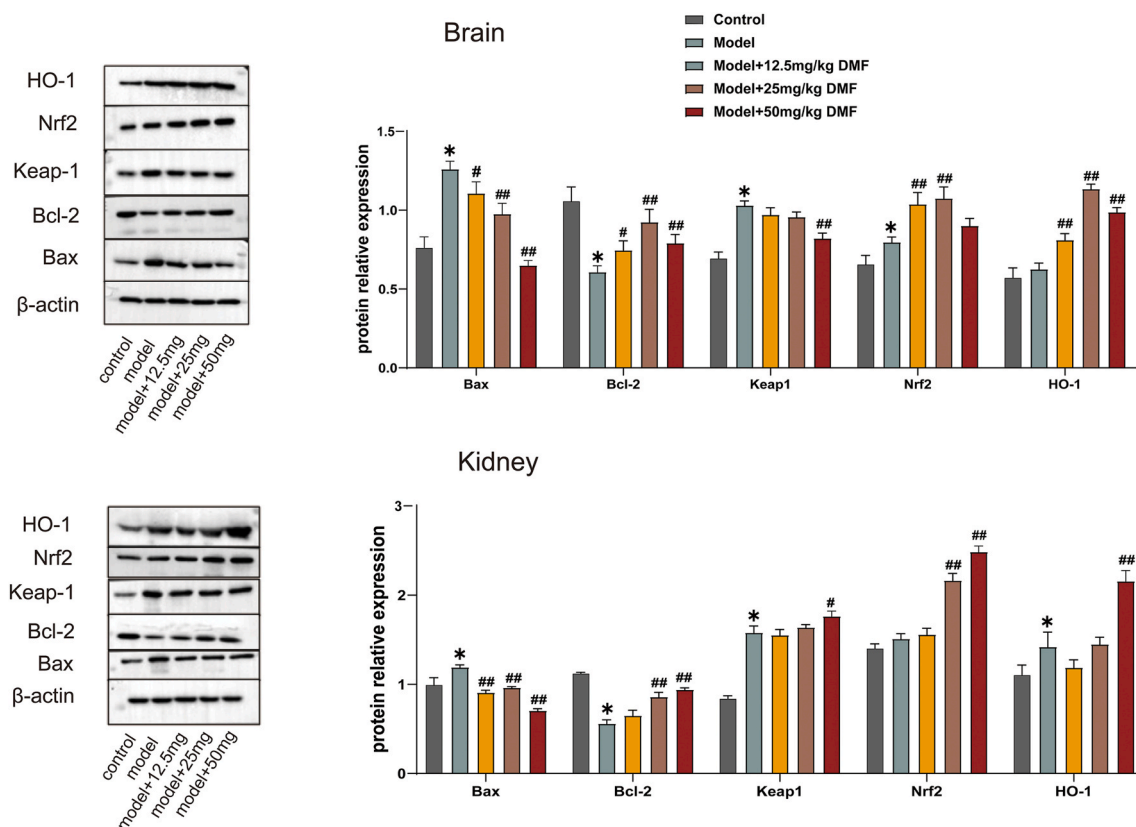 Brain
Control
Model
Model+12.5mg/kg DMF
Model+25mg/kg DMF
Model+50mg/kg DMF
HO-1
Nrf2
Keap-1
Bcl-2
Bax
β-actin
control
model
model+12.5mg
model+25mg
model+50mg
protein relative expression
1.5
1.0
0.5
0.0
* # ## ##
* # ## ##
* ##
* ## ##
## ## ##
Bax Bcl-2 Keap1 Nrf2 HO-1
Kidney
HO-1
Nrf2
Keap-1
Bcl-2
Bax
β-actin
control
model
model+12.5mg
model+25mg
model+50mg
protein relative expression
3
2
1
0
* ## ## ##
* ## ##
* #
## ##
* ##
Bax Bcl-2 Keap1 Nrf2 HO-1